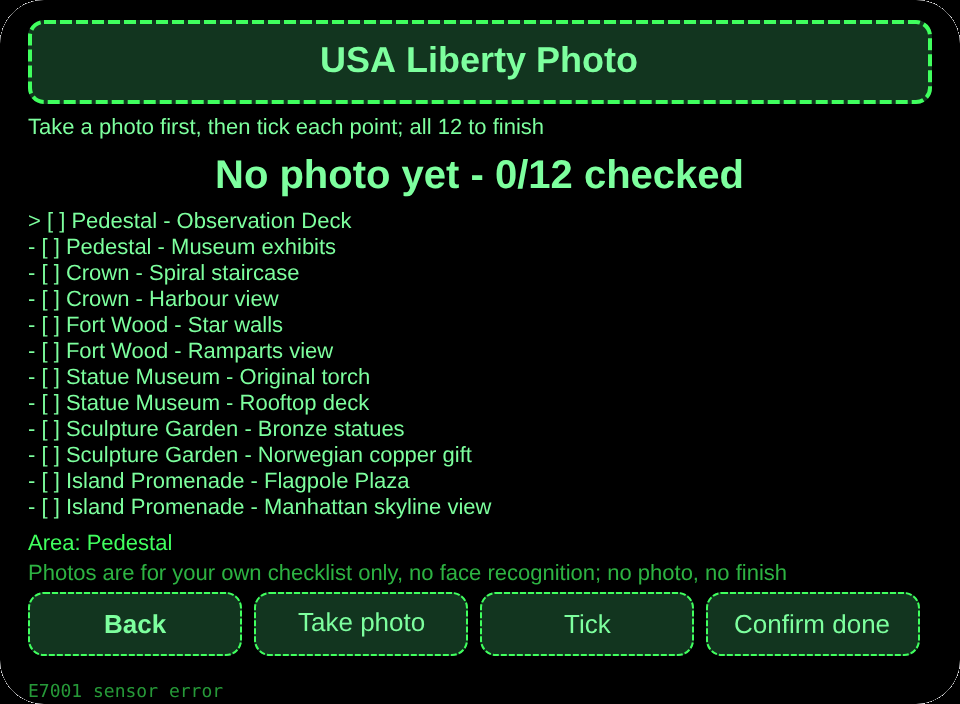 USA Liberty Photo
Take a photo first, then tick each point; all 12 to finish
No photo yet - 0/12 checked
> [ ] Pedestal - Observation Deck
- [ ] Pedestal - Museum exhibits
- [ ] Crown - Spiral staircase
- [ ] Crown - Harbour view
- [ ] Fort Wood - Star walls
- [ ] Fort Wood - Ramparts view
- [ ] Statue Museum - Original torch
- [ ] Statue Museum - Rooftop deck
- [ ] Sculpture Garden - Bronze statues
- [ ] Sculpture Garden - Norwegian copper gift
- [ ] Island Promenade - Flagpole Plaza
- [ ] Island Promenade - Manhattan skyline view
Area: Pedestal
Photos are for your own checklist only, no face recognition; no photo, no finish
Back
Take photo
Tick
Confirm done
E7001 sensor error